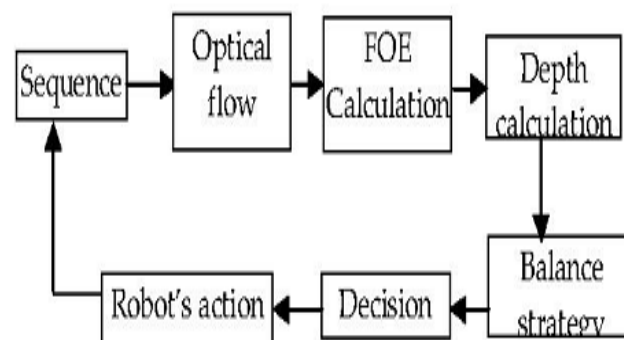 Sequence
Optical
flow
FOE
Calculation
Depth
calculation
Balance
strategy
Decision
Robot's action